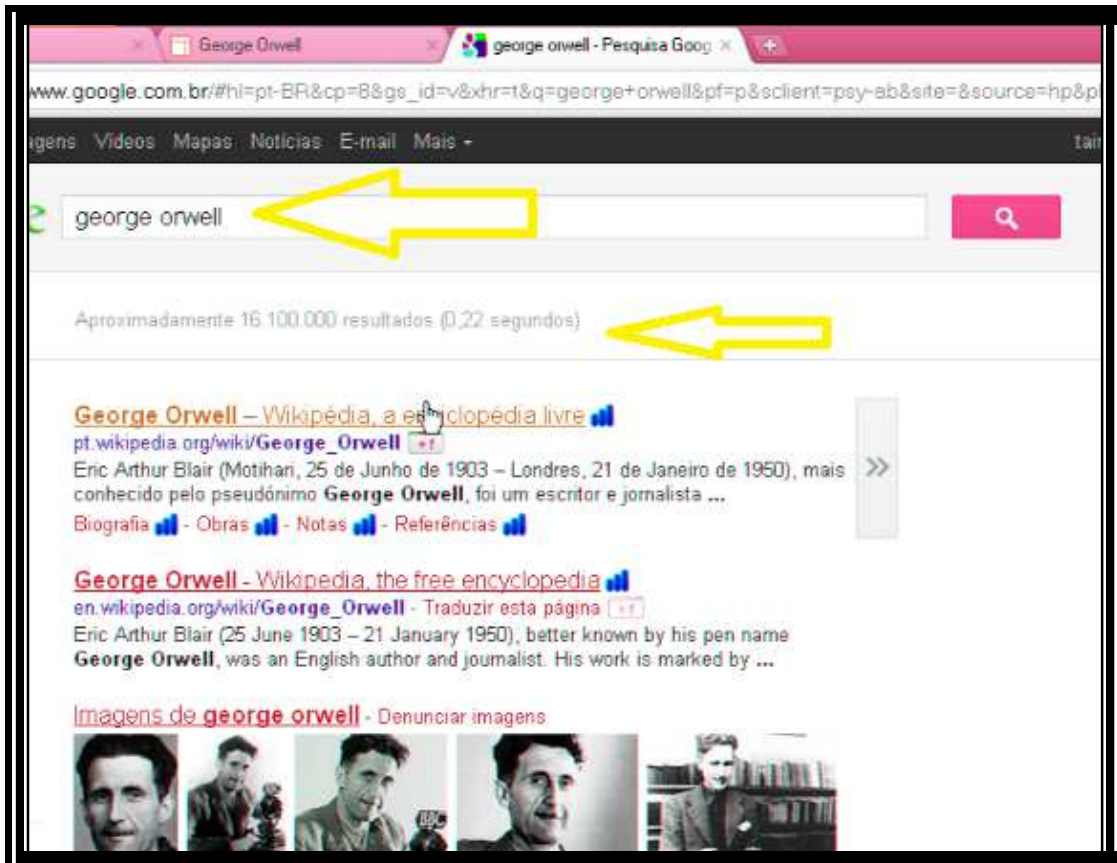 George Orwell
george orwell - Pesquisa Goog
www.google.com.br/#hl=pt-BR&cp=8&gs_id=v&xhr=t&q=george+orwell&pf=p&sclient=psy-ab&site=&source=hp&p
agens Vídeos Mapas Notícias E-mail Mais
tair
e george orwell
Aproximadamente 16.100.000 resultados (0,22 segundos)
George Orwell – Wikipédia, a enciclopédia livre
pt.wikipedia.org/wiki/George_Orwell +1
Eric Arthur Blair (Motihari, 25 de Junho de 1903 – Londres, 21 de Janeiro de 1950), mais
conhecido pelo pseudónimo George Orwell, foi um escritor e jornalista ...
Biografia - Obras - Notas - Referências
George Orwell - Wikipedia, the free encyclopedia
en.wikipedia.org/wiki/George_Orwell - Traduzir esta página +1
Eric Arthur Blair (25 June 1903 – 21 January 1950), better known by his pen name
George Orwell, was an English author and journalist. His work is marked by ...
Imagens de george orwell - Denunciar imagens
BBC